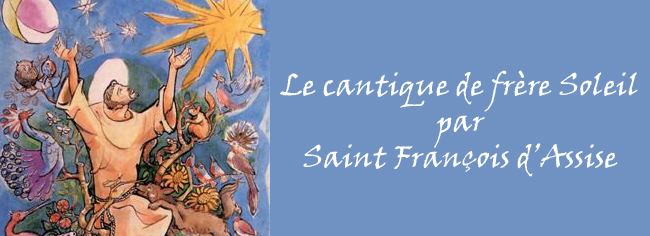 Le cantique de frère Soleil
par
Saint François d'Assise